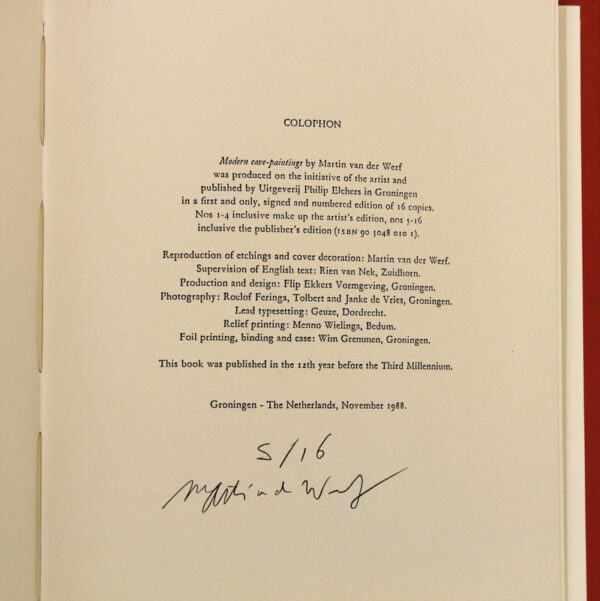 COLOPHON
Modern cave-paintings by Martin van der Werf
was produced on the initiative of the artist and
published by Uitgeverij Philip Elchers in Groningen
in a first and only, signed and numbered edition of 16 copies.
Nos 1-4 inclusive make up the artist's edition, nos 5-16
inclusive the publisher's edition (ISBN 90 5048 010 1).
Reproduction of etchings and cover decoration: Martin van der Werf.
Supervision of English text: Rien van Nek, Zuidhorn.
Production and design: Flip Ekkers Vormgeving, Groningen.
Photography: Roelof Feringa, Tolbert and Janke de Vries, Groningen.
Lead typesetting: Geuze, Dordrecht.
Relief printing: Menno Wielinga, Bedum.
Foil printing, binding and case: Wim Gremmen, Groningen.
This book was published in the 12th year before the Third Millennium.
Groningen - The Netherlands, November 1988.
5/16